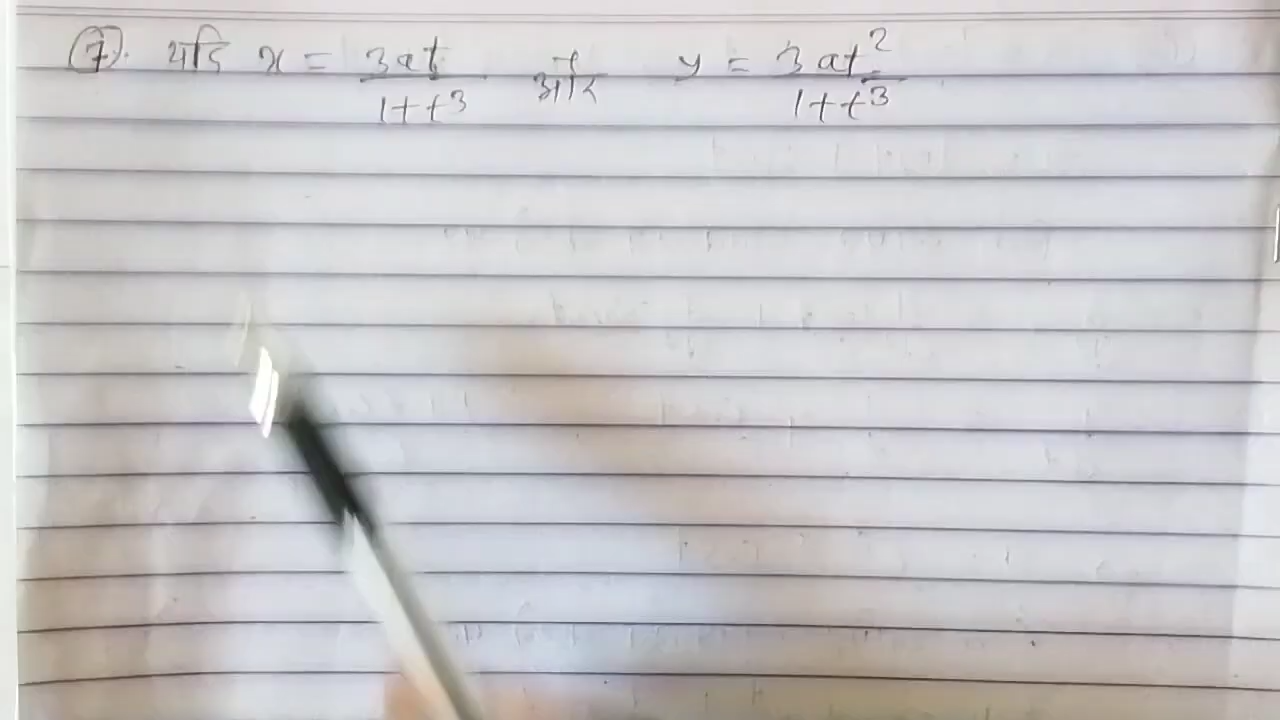 (7). यदि x = 3at / 1+t³ और y = 3at² / 1+t³